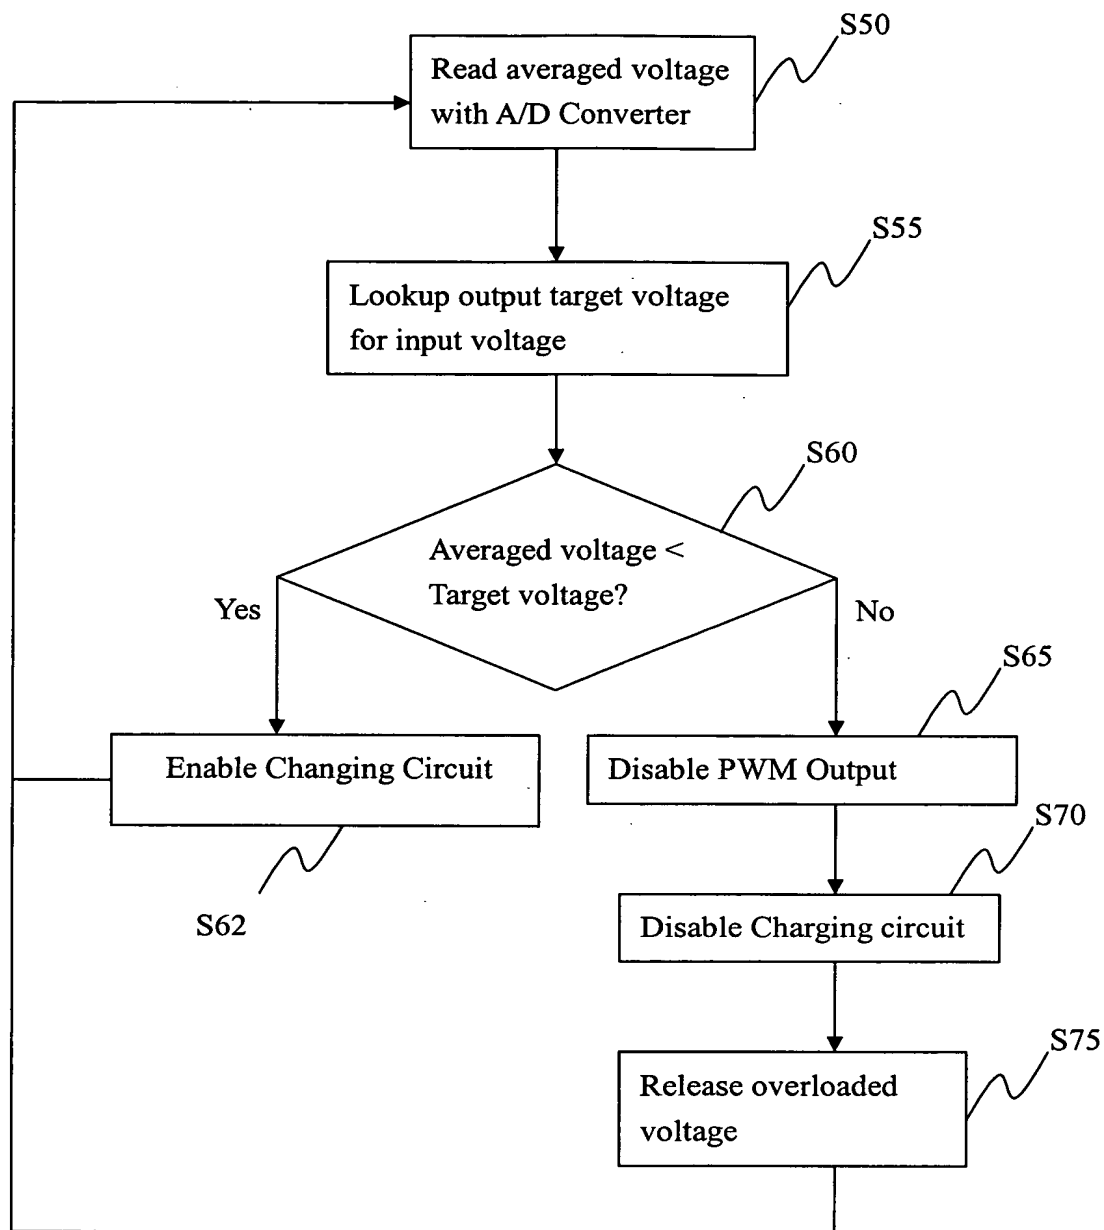 S50
Read averaged voltage
with A/D Converter
S55
Lookup output target voltage
for input voltage
S60
Averaged voltage <
Target voltage?
Yes
No
S65
Enable Changing Circuit
Disable PWM Output
S62
S70
Disable Charging circuit
S75
Release overloaded
voltage